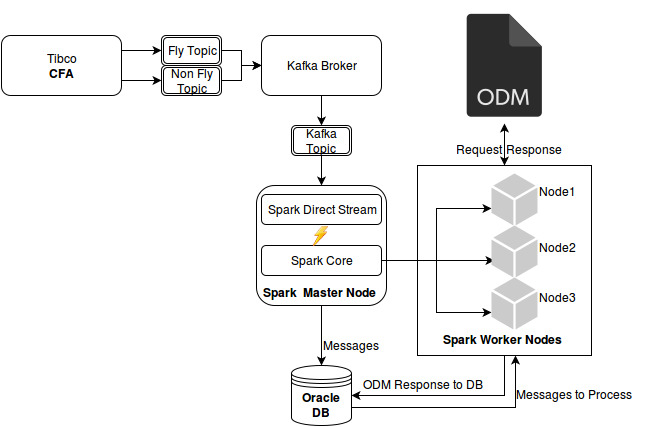 Tibco
CFA
Fly Topic
Non Fly
Topic
Kafka Broker
ODM
Kafka
Topic
Request Response
Spark Direct Stream
Spark Core
Spark Master Node
Node1
Node2
Node3
Spark Worker Nodes
Messages
Oracle
DB
ODM Response to DB
Messages to Process